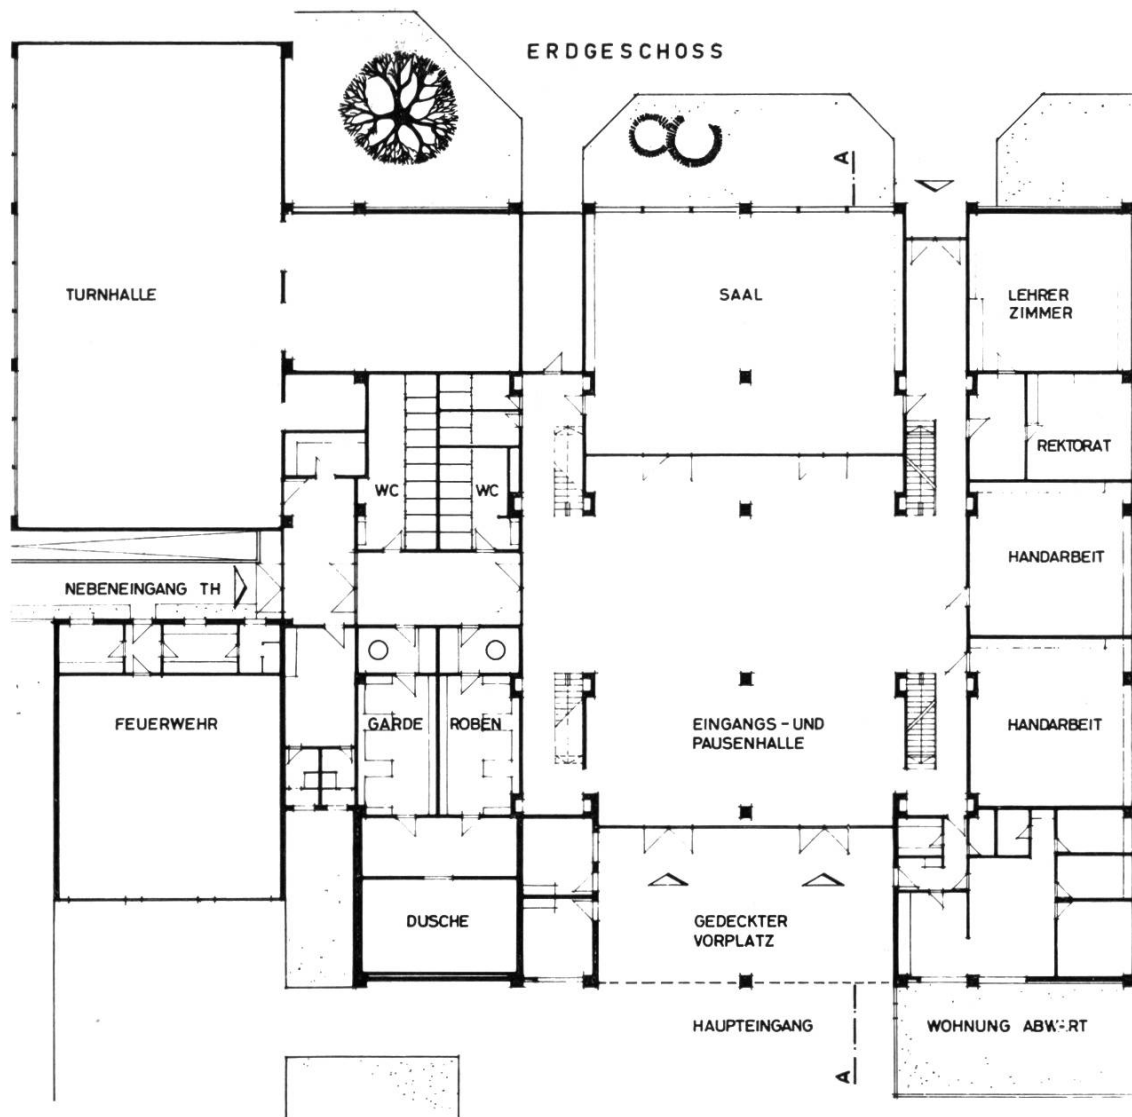 ERDGESCHOSS
A
TURNHALLE
SAAL
LEHRER
ZIMMER
REKTORAT
WC
WC
HANDARBEIT
NEBENEINGANG TH
FEUERWEHR
GARDE
ROBEN
EINGANGS-UND
PAUSENHALLE
HANDARBEIT
DUSCHE
GEDECKTER
VORPLATZ
HAUPTEINGANG
WOHNUNG ABWART
A